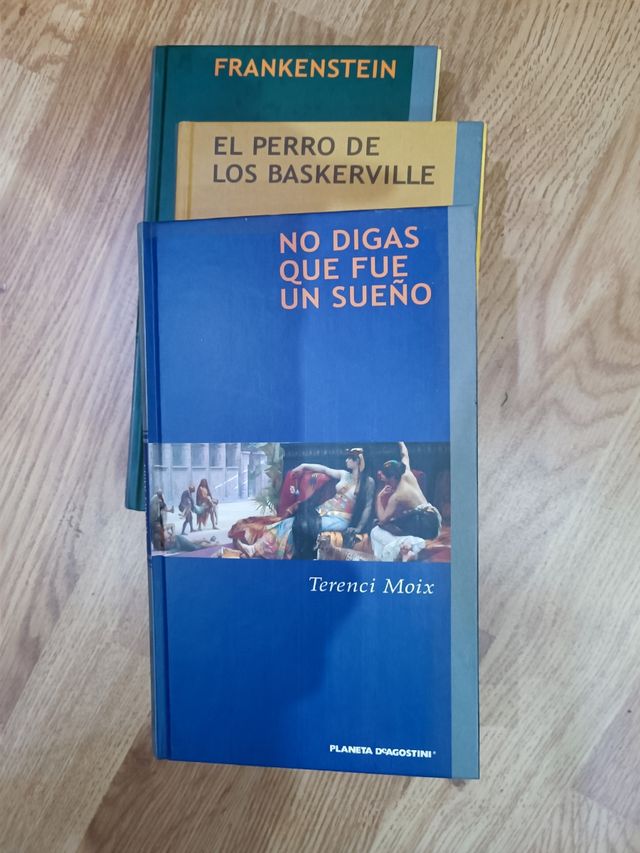 FRANKENSTEIN
EL PERRO DE
LOS BASKERVILLE
NO DIGAS
QUE FUE
UN SUEÑO
Terenci Moix
PLANETA DeAGOSTINI